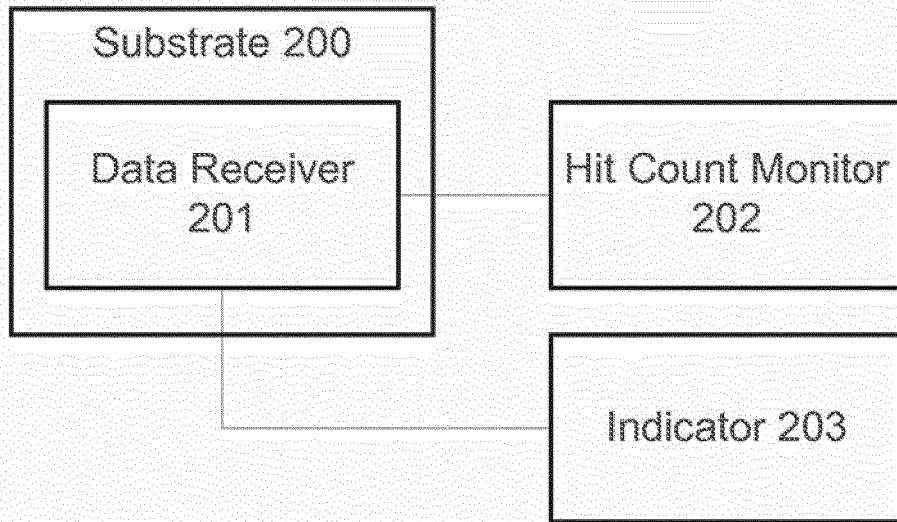 Substrate 200
Data Receiver
201
Hit Count Monitor
202
Indicator 203